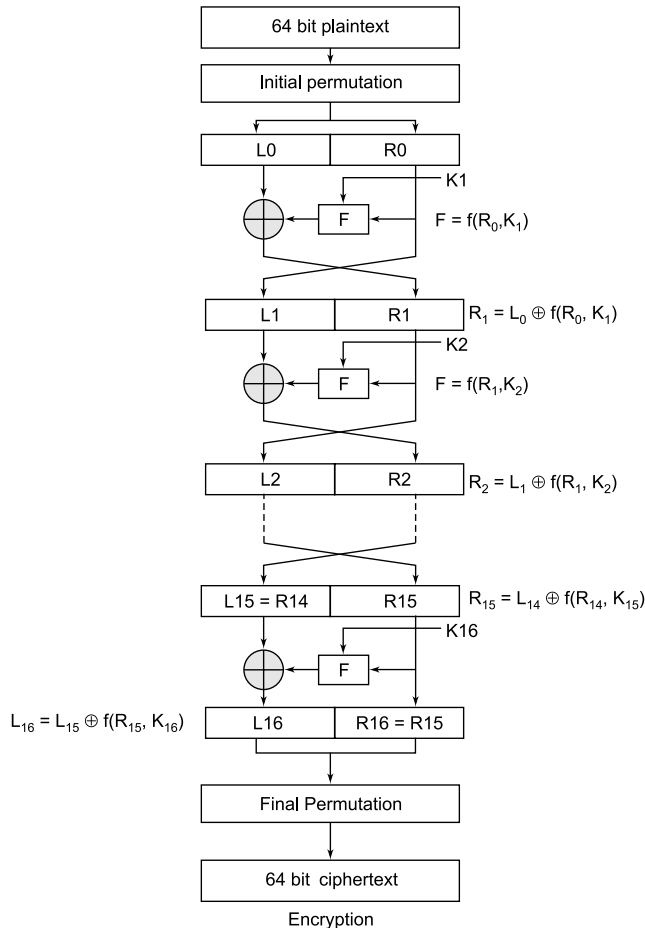 64 bit plaintext
Initial permutation
L0 R0
K1
F F = f(R₀,K₁)
L1 R1 R₁ = L₀ ⊕ f(R₀, K₁)
K2
F F = f(R₁,K₂)
L2 R2 R₂ = L₁ ⊕ f(R₁, K₂)
L15 = R14 R15 R₁₅ = L₁₄ ⊕ f(R₁₄, K₁₅)
K16
F
L₁₆ = L₁₅ ⊕ f(R₁₅, K₁₆) L16 R16 = R15
Final Permutation
64 bit ciphertext
Encryption